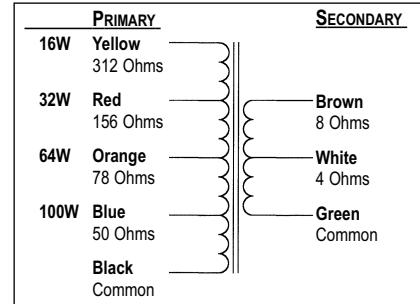 PRIMARY SECONDARY
16W Yellow
312 Ohms
32W Red
156 Ohms
Brown
8 Ohms
64W Orange
78 Ohms
White
4 Ohms
100W Blue
50 Ohms
Green
Common
Black
Common